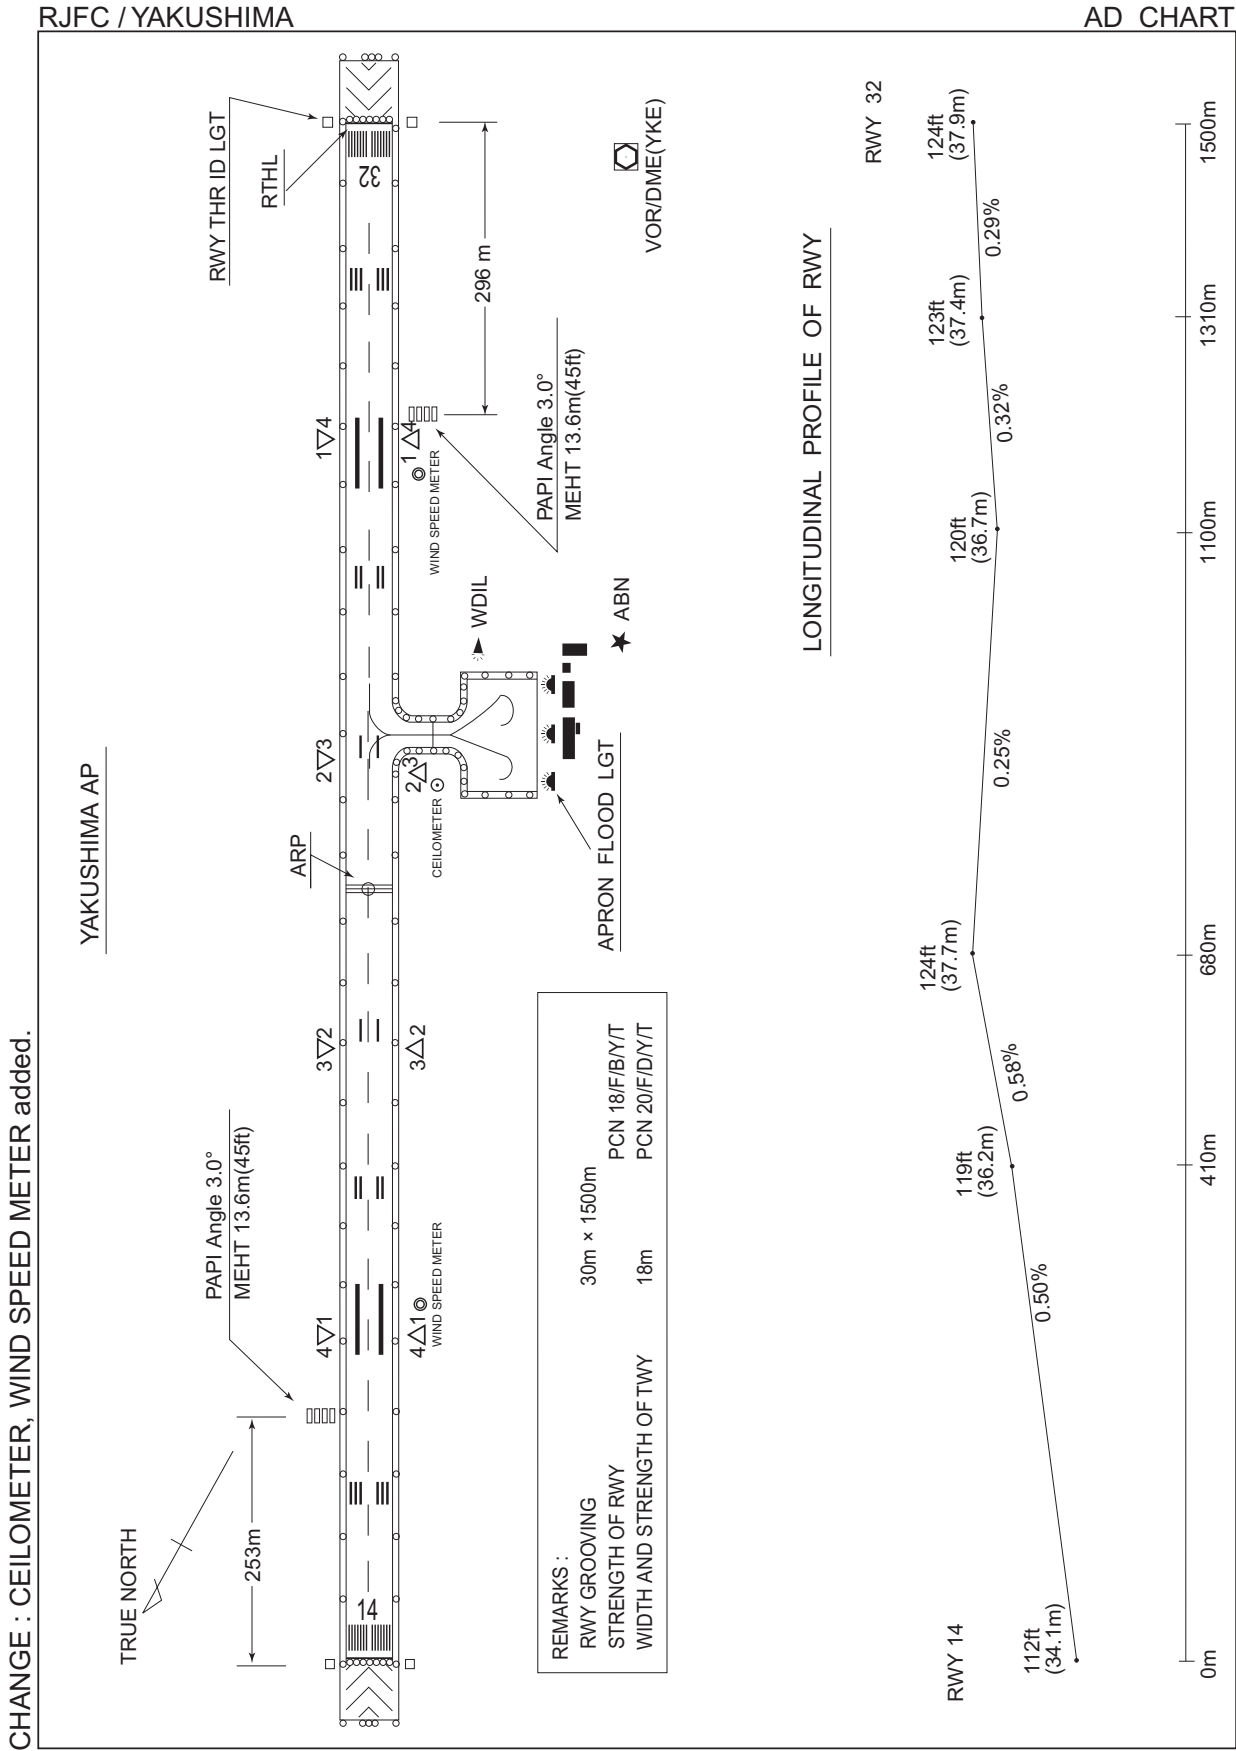 RJFC / YAKUSHIMA
AD CHART
CHANGE : CEILOMETER, WIND SPEED METER added.
YAKUSHIMA AP
TRUE NORTH
253m
PAPI Angle 3.0°
MEHT 13.6m(45ft)
ARP
RWY THR ID LGT
RTHL
14
32
4▽1
3▽2
2▽3
1▽4
4△1
3△2
2△3
1△4
WIND SPEED METER
CEILOMETER
WIND SPEED METER
296 m
PAPI Angle 3.0°
MEHT 13.6m(45ft)
WDIL
ABN
APRON FLOOD LGT
VOR/DME(YKE)
REMARKS :
RWY GROOVING 30m × 1500m
STRENGTH OF RWY PCN 18/F/B/Y/T
WIDTH AND STRENGTH OF TWY 18m PCN 20/F/D/Y/T
LONGITUDINAL PROFILE OF RWY
RWY 14
RWY 32
112ft
(34.1m)
119ft
(36.2m)
124ft
(37.7m)
120ft
(36.7m)
123ft
(37.4m)
124ft
(37.9m)
0.50%
0.58%
0.25%
0.32%
0.29%
0m
410m
680m
1100m
1310m
1500m